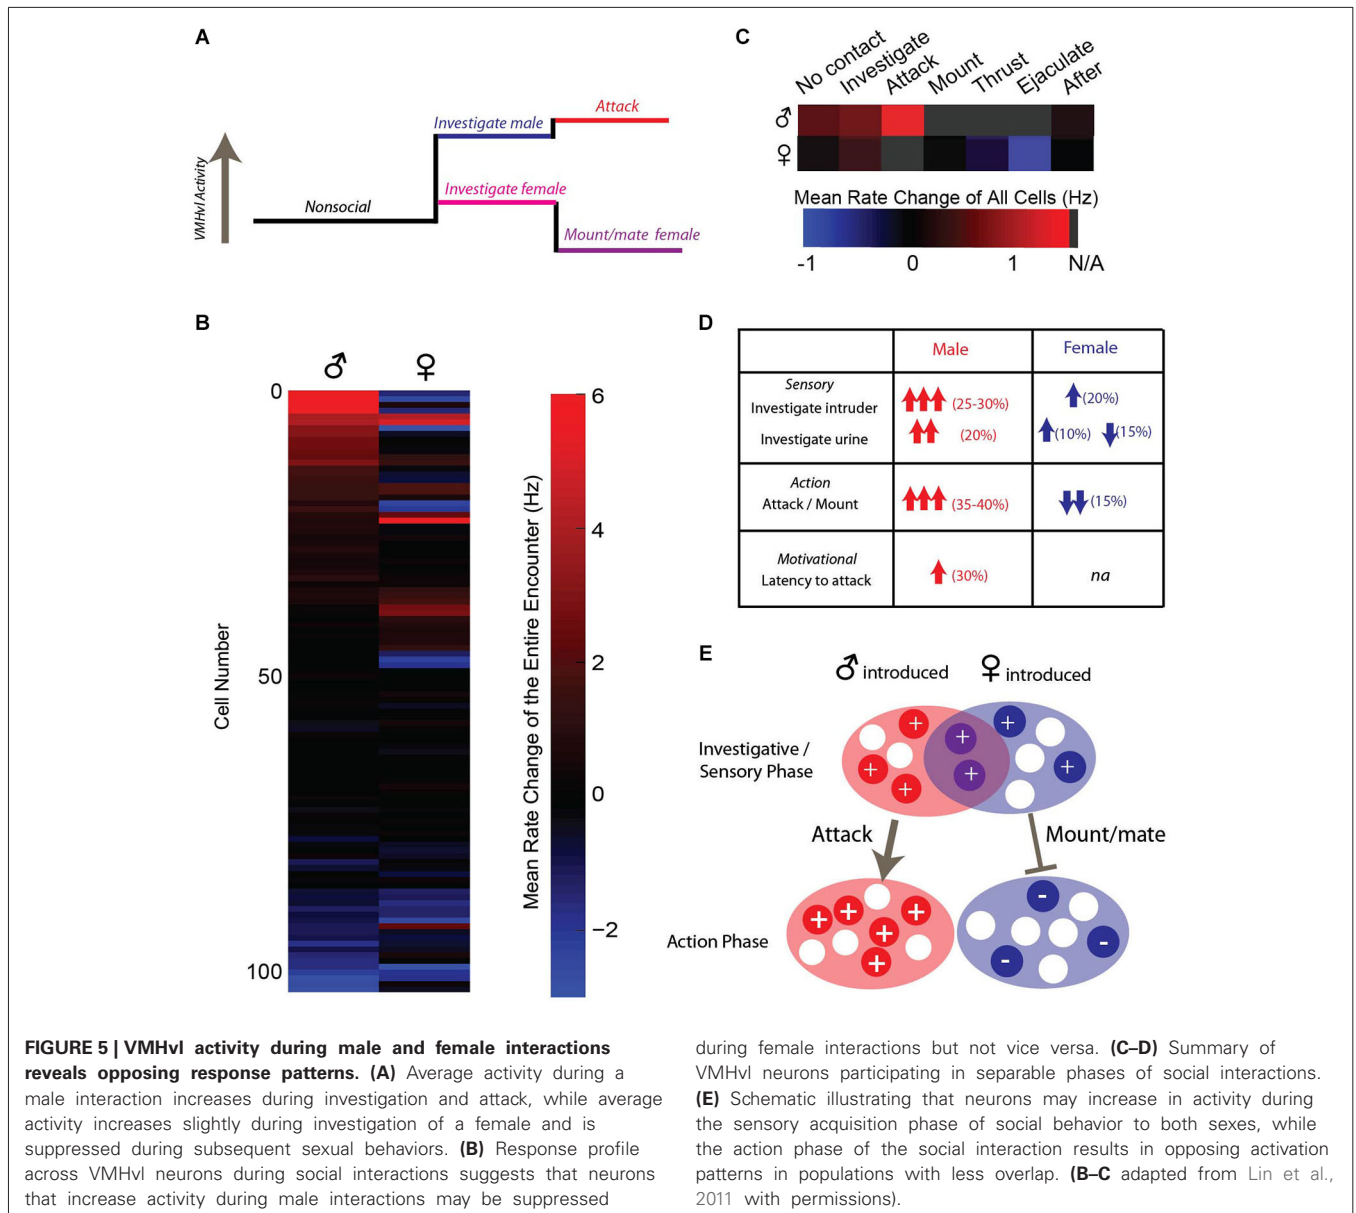 A
VMHvl Activity
Nonsocial
Investigate male
Attack
Investigate female
Mount/mate female
C
No contact
Investigate
Attack
Mount
Thrust
Ejaculate
After
♂
♀
Mean Rate Change of All Cells (Hz)
-1 0 1 N/A
B
♂ ♀
Cell Number
0
50
100
Mean Rate Change of the Entire Encounter (Hz)
6
4
2
0
−2
D
Male Female
Sensory
Investigate intruder (25-30%) (20%)
Investigate urine (20%) (10%) (15%)
Action
Attack / Mount (35-40%) (15%)
Motivational
Latency to attack (30%) na
E
♂ introduced ♀ introduced
Investigative /
Sensory Phase
+ + + + + + +
Attack Mount/mate
Action Phase
+ + + + + - - -
FIGURE 5 | VMHvl activity during male and female interactions
reveals opposing response patterns. (A) Average activity during a
male interaction increases during investigation and attack, while average
activity increases slightly during investigation of a female and is
suppressed during subsequent sexual behaviors. (B) Response profile
across VMHvl neurons during social interactions suggests that neurons
that increase activity during male interactions may be suppressed
during female interactions but not vice versa. (C–D) Summary of
VMHvl neurons participating in separable phases of social interactions.
(E) Schematic illustrating that neurons may increase in activity during
the sensory acquisition phase of social behavior to both sexes, while
the action phase of the social interaction results in opposing activation
patterns in populations with less overlap. (B–C adapted from Lin et al.,
2011 with permissions).